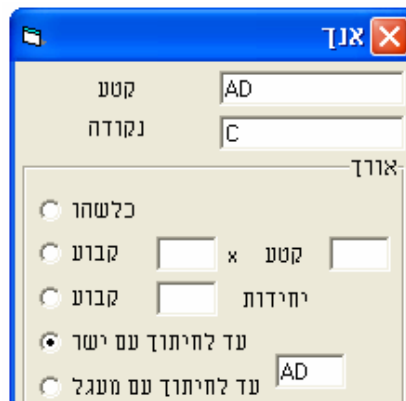 אנך
קטע AD
נקודה C
אורך
כלשהו
קבוע x קטע
קבוע יחידות
עד לחיתוך עם ישר
AD
עד לחיתוך עם מעגל